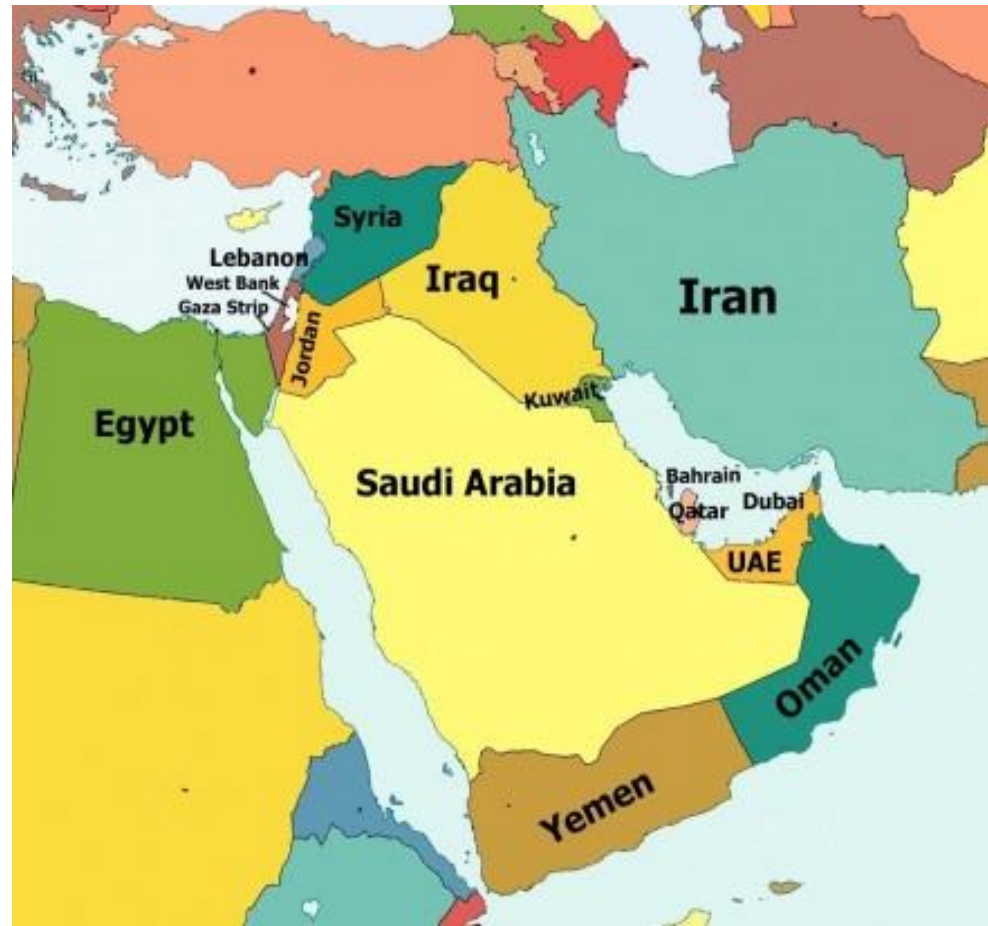 Syria
Lebanon
West Bank
Gaza Strip
Jordan
Iraq
Iran
Kuwait
Egypt
Saudi Arabia
Bahrain
Qatar
Dubai
UAE
Oman
Yemen